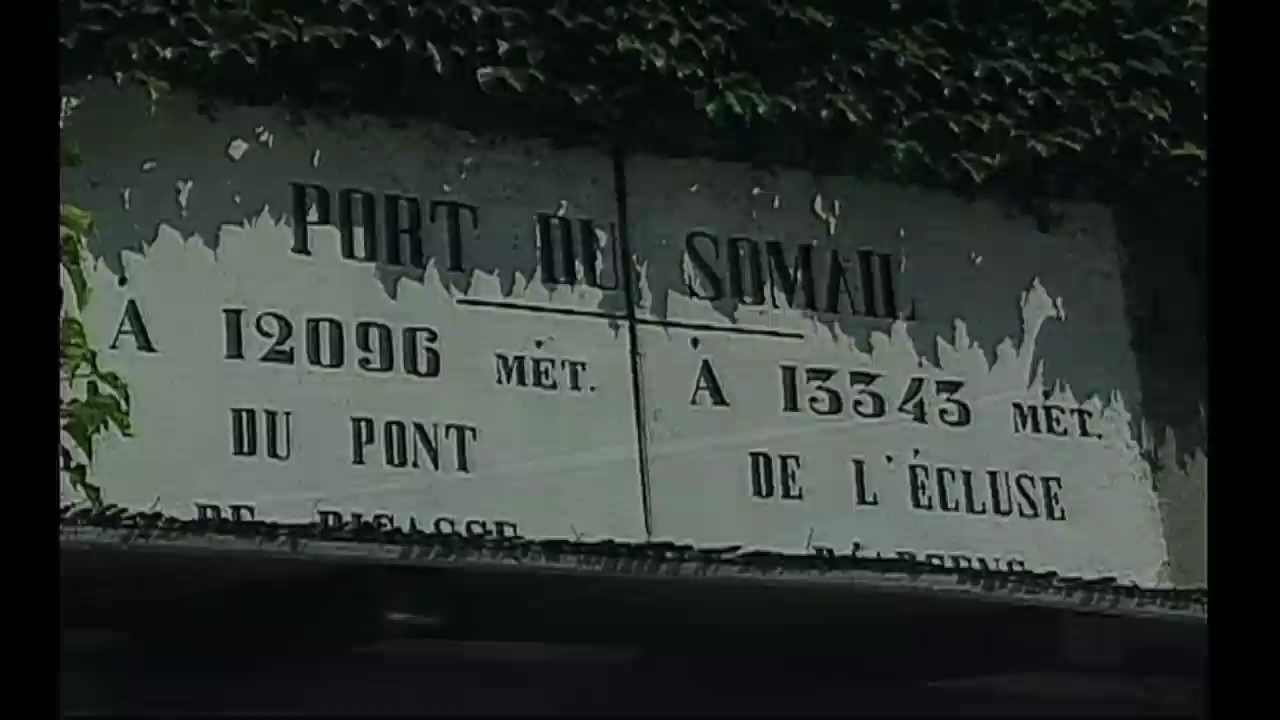 PORT DU SOMAIL
À 12096 MÈT.
DU PONT
À 13343 MÈT.
DE L'ÉCLUSE